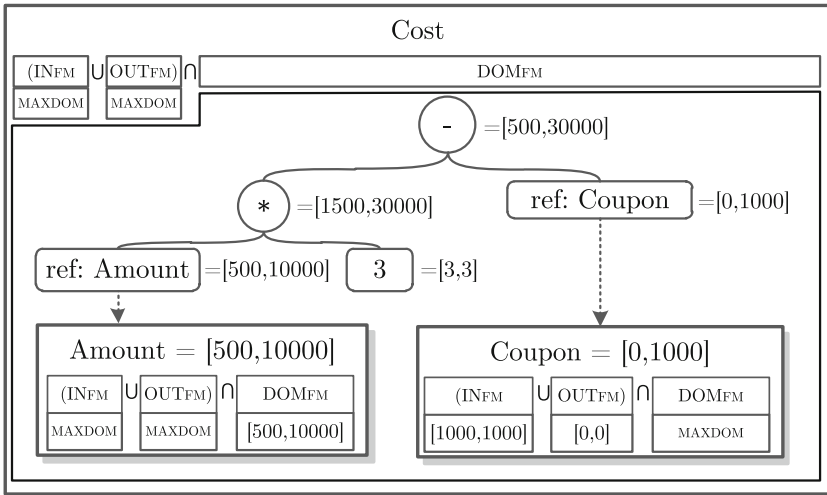 Cost
(INFM ∪ OUTFM) ∩ DOMFM
MAXDOM MAXDOM
- =[500,30000]
* =[1500,30000]
ref: Coupon =[0,1000]
ref: Amount =[500,10000] 3 =[3,3]
Amount = [500,10000]
(INFM ∪ OUTFM) ∩ DOMFM
MAXDOM MAXDOM [500,10000]
Coupon = [0,1000]
(INFM ∪ OUTFM) ∩ DOMFM
[1000,1000] [0,0] MAXDOM